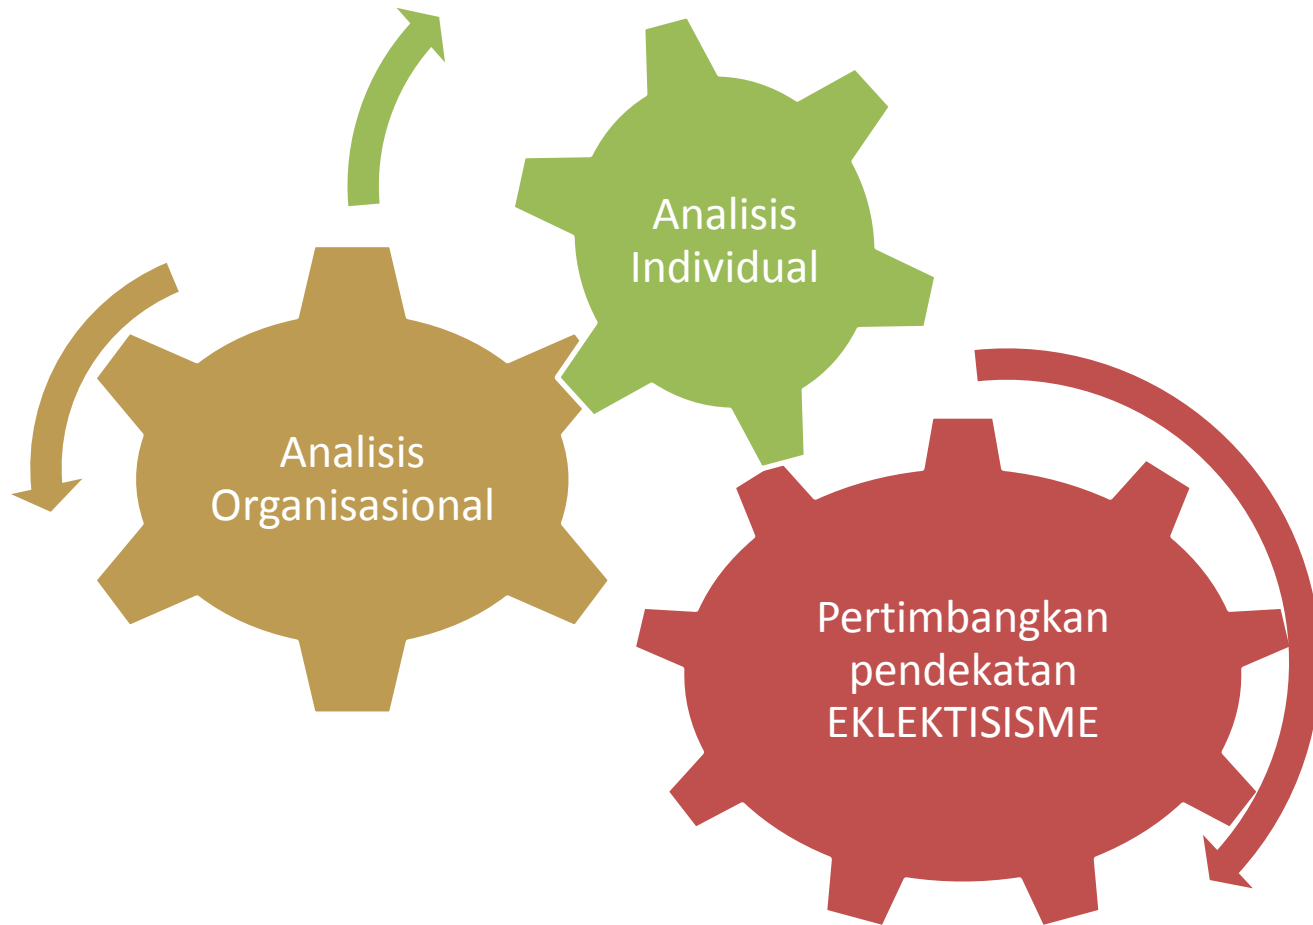 Analisis
Individual
Analisis
Organisasional
Pertimbangkan
pendekatan
EKLEKTISISME